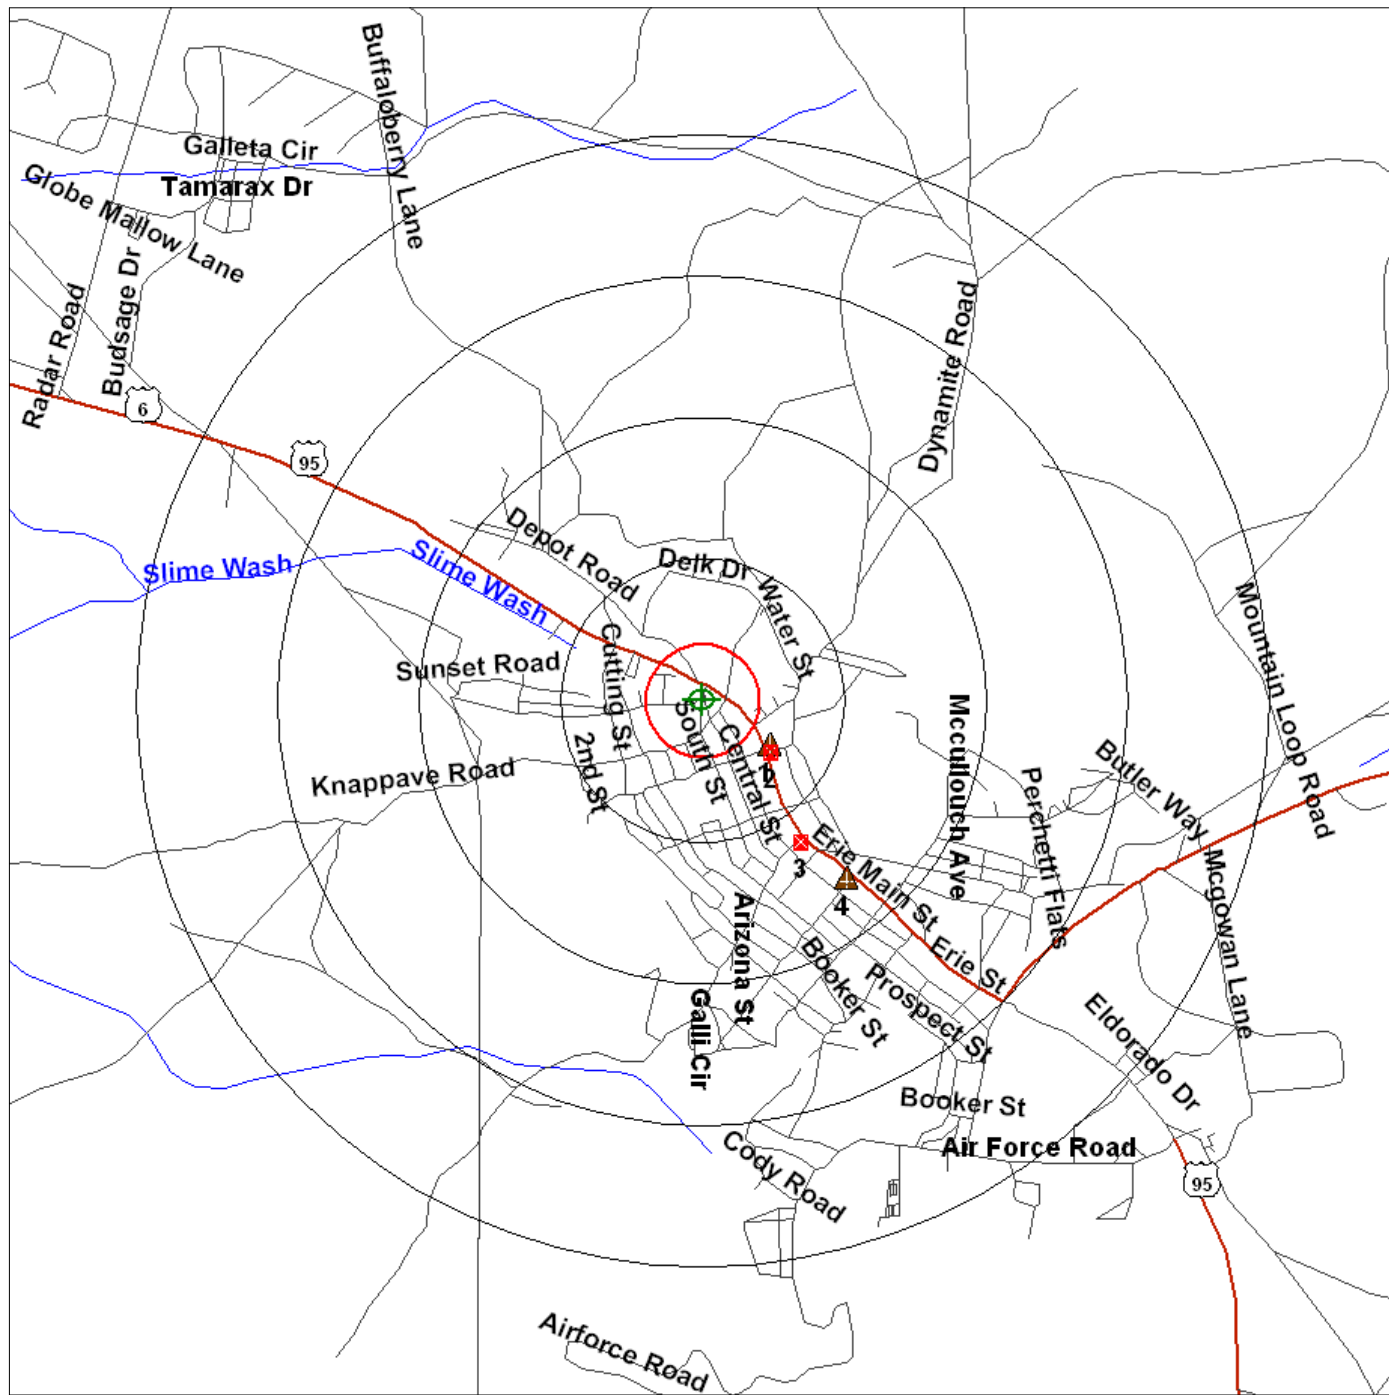 Buffaloberry Lane
Galleta Cir
Tamarax Dr
Globe Mallow Lane
Budsage Dr
Radar Road
6
95
Dynamite Road
Depot Road
Delk Dr
Slime Wash
Slime Wash
Water St
Cutting St
Sunset Road
South St
Central St
2nd St
Knappave Road
Mccullouch Ave
Perchetti Flats
Butler Way
Mountain Loop Road
Mcgowan Lane
Erie Main St
3
4
Erie St
Arizona St
Booker St
Prospect St
Galli Cir
Eldorado Dr
Booker St
Air Force Road
Cody Road
95
Airforce Road